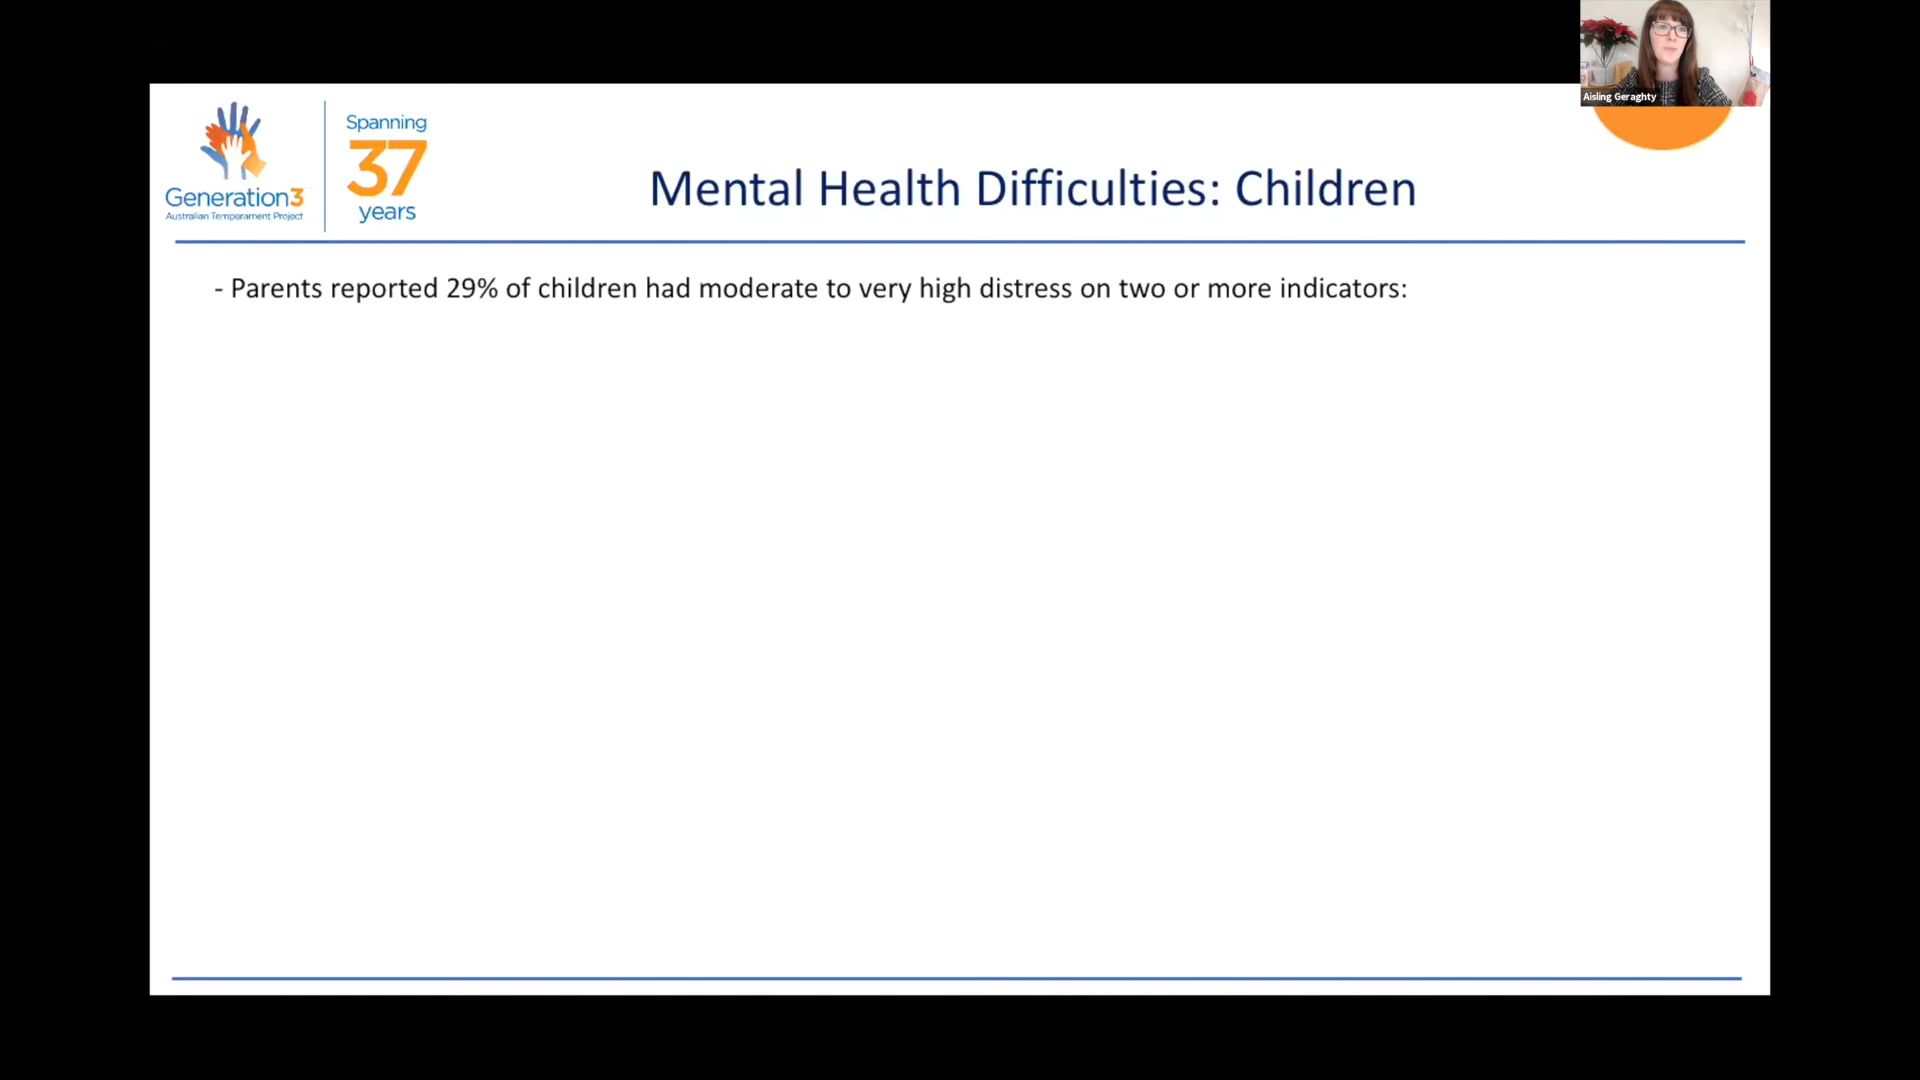 Aisling Geraghty
Spanning
37
years
Generation3
Australian Temperament Project
Mental Health Difficulties: Children
- Parents reported 29% of children had moderate to very high distress on two or more indicators: